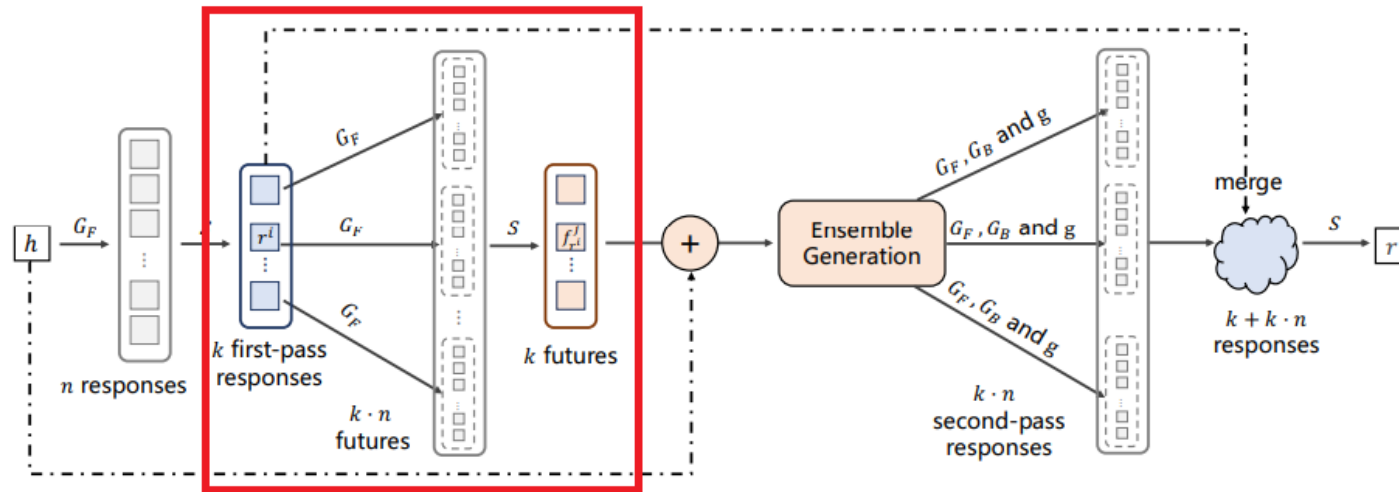 h
G_F
⋮
n responses
S
r^i
⋮
k first-pass
responses
G_F
G_F
G_F
...
...
⋮
...
k · n
futures
S
f_{r^i}^j
⋮
k futures
+
Ensemble
Generation
G_F, G_B and g
G_F, G_B and g
G_F, G_B and g
...
...
...
k · n
second-pass
responses
merge
k + k · n
responses
S
r